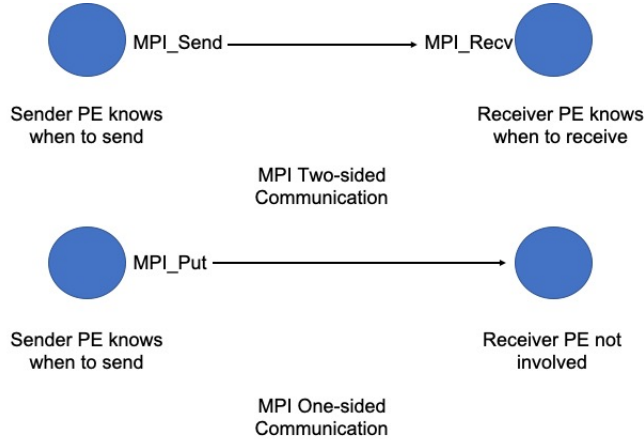 MPI_Send
MPI_Recv
Sender PE knows
when to send
Receiver PE knows
when to receive
MPI Two-sided
Communication
MPI_Put
Sender PE knows
when to send
Receiver PE not
involved
MPI One-sided
Communication